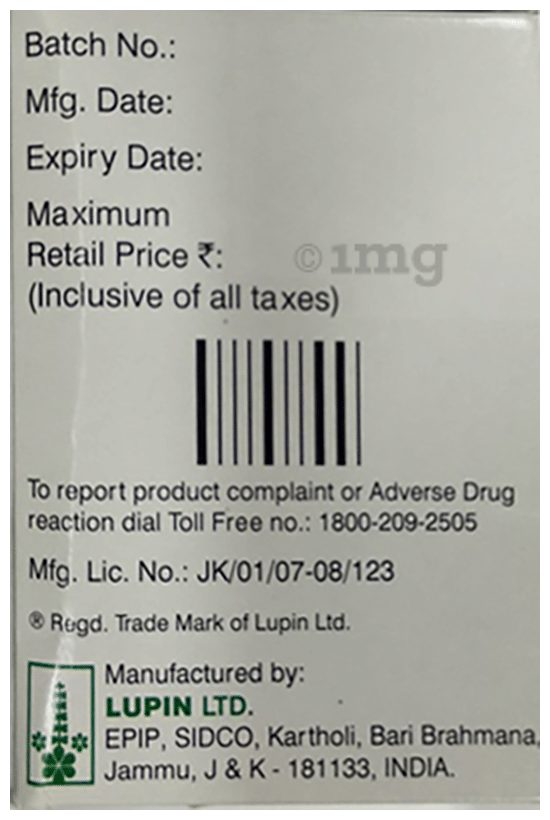 Batch No.:
Mfg. Date:
Expiry Date:
Maximum
Retail Price ₹:
©1mg
(Inclusive of all taxes)
To report product complaint or Adverse Drug
reaction dial Toll Free no.: 1800-209-2505
Mfg. Lic. No.: JK/01/07-08/123
® Regd. Trade Mark of Lupin Ltd.
Manufactured by:
LUPIN LTD.
EPIP, SIDCO, Kartholi, Bari Brahmana,
Jammu, J & K - 181133, INDIA.